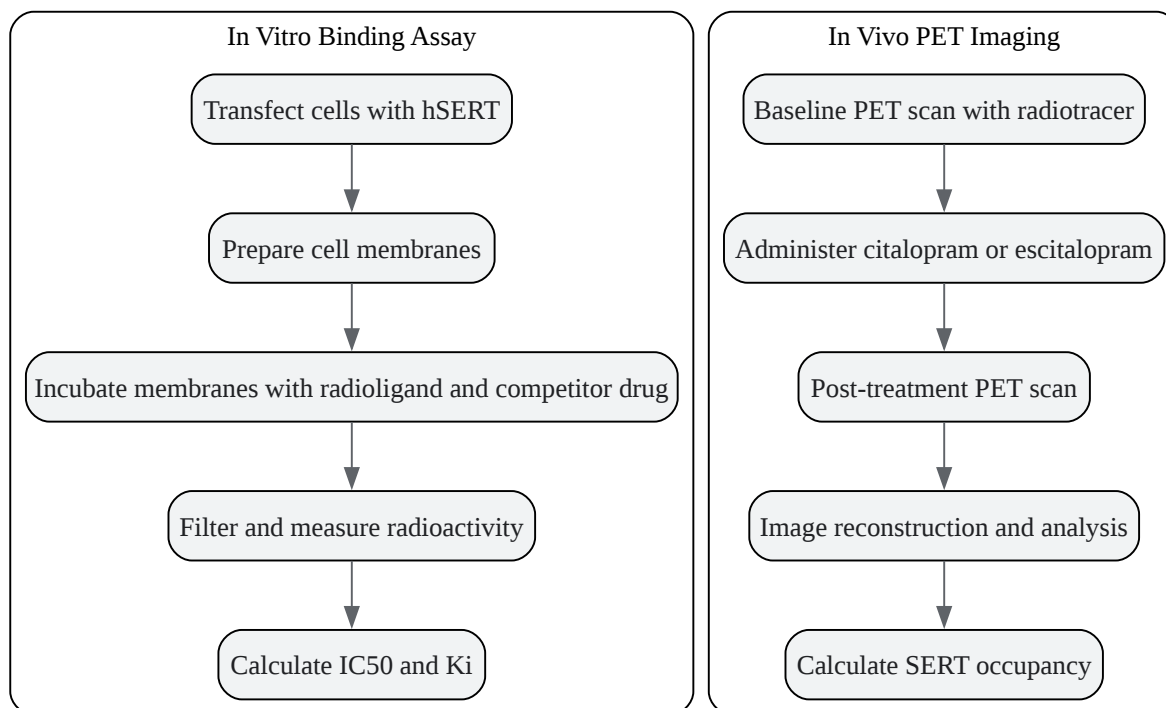 In Vitro Binding Assay
Transfect cells with hSERT
Prepare cell membranes
Incubate membranes with radioligand and competitor drug
Filter and measure radioactivity
Calculate IC50 and Ki
In Vivo PET Imaging
Baseline PET scan with radiotracer
Administer citalopram or escitalopram
Post-treatment PET scan
Image reconstruction and analysis
Calculate SERT occupancy